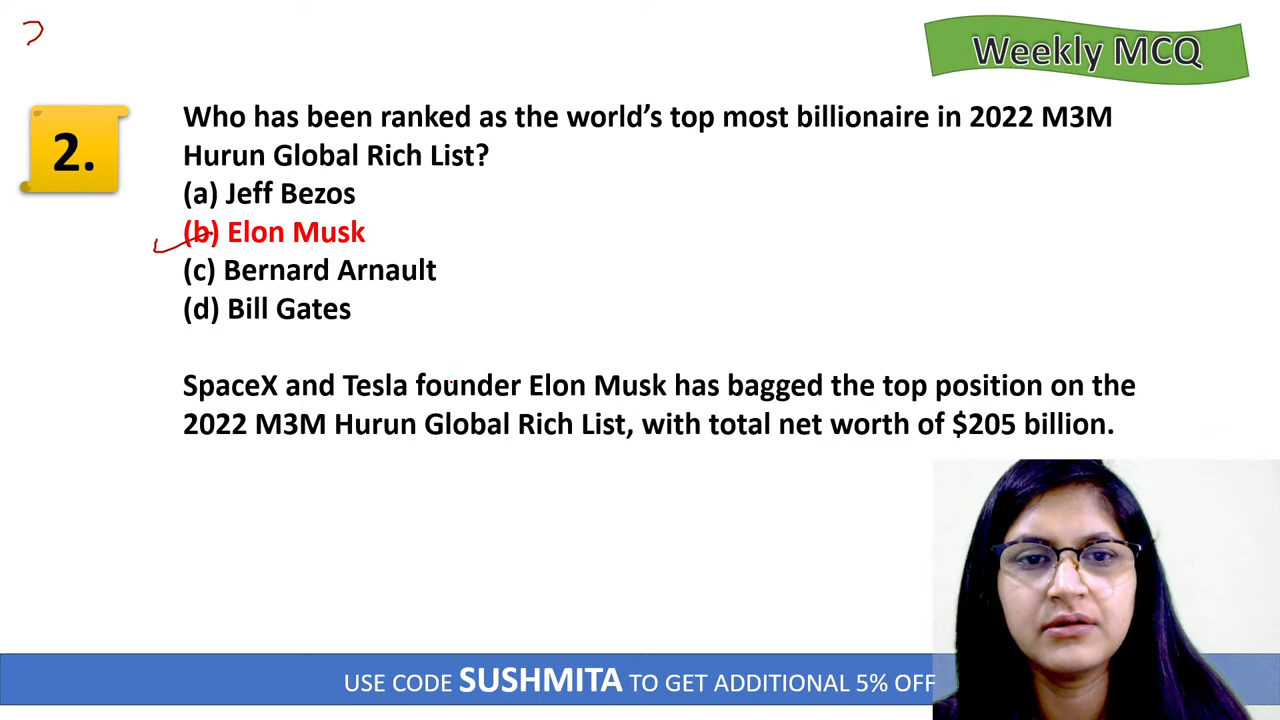 Weekly MCQ
2.
Who has been ranked as the world’s top most billionaire in 2022 M3M
Hurun Global Rich List?
(a) Jeff Bezos
(b) Elon Musk
(c) Bernard Arnault
(d) Bill Gates
SpaceX and Tesla founder Elon Musk has bagged the top position on the
2022 M3M Hurun Global Rich List, with total net worth of $205 billion.
USE CODE SUSHMITA TO GET ADDITIONAL 5% OFF